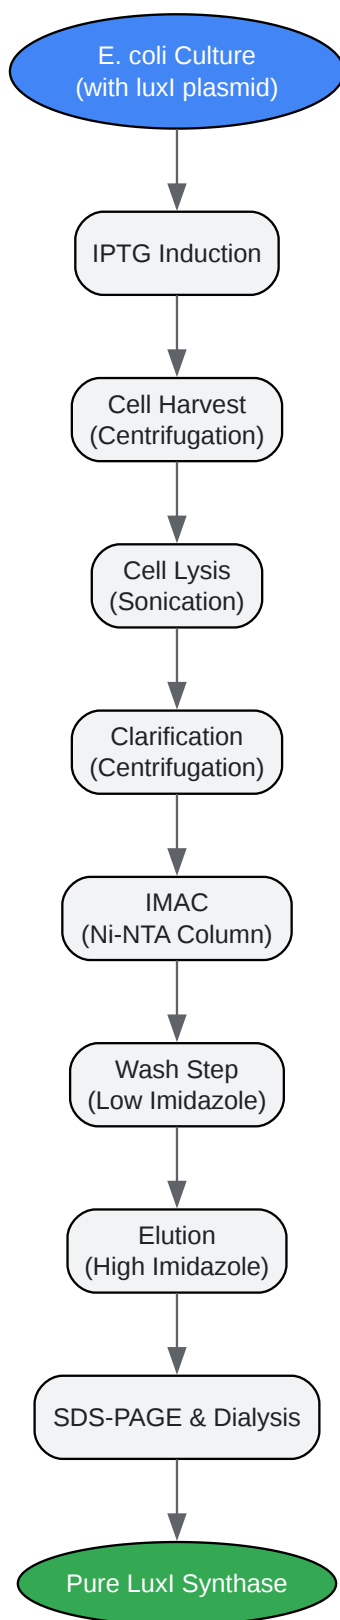 E. coli Culture
(with luxI plasmid)
IPTG Induction
Cell Harvest
(Centrifugation)
Cell Lysis
(Sonication)
Clarification
(Centrifugation)
IMAC
(Ni-NTA Column)
Wash Step
(Low Imidazole)
Elution
(High Imidazole)
SDS-PAGE & Dialysis
Pure LuxI Synthase